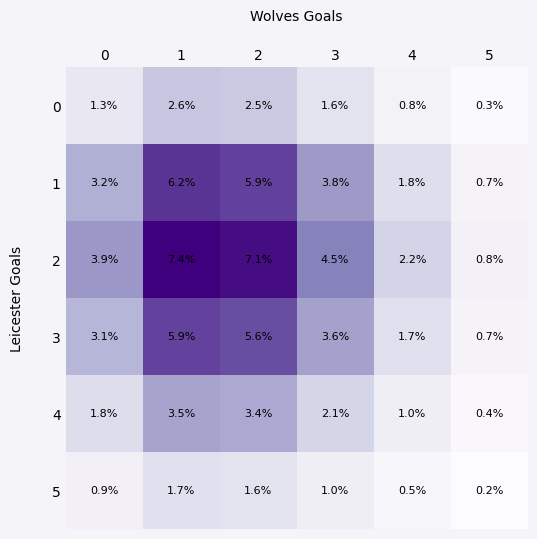 Wolves Goals
0 1 2 3 4 5
Leicester Goals
0 1.3% 2.6% 2.5% 1.6% 0.8% 0.3%
1 3.2% 6.2% 5.9% 3.8% 1.8% 0.7%
2 3.9% 7.4% 7.1% 4.5% 2.2% 0.8%
3 3.1% 5.9% 5.6% 3.6% 1.7% 0.7%
4 1.8% 3.5% 3.4% 2.1% 1.0% 0.4%
5 0.9% 1.7% 1.6% 1.0% 0.5% 0.2%